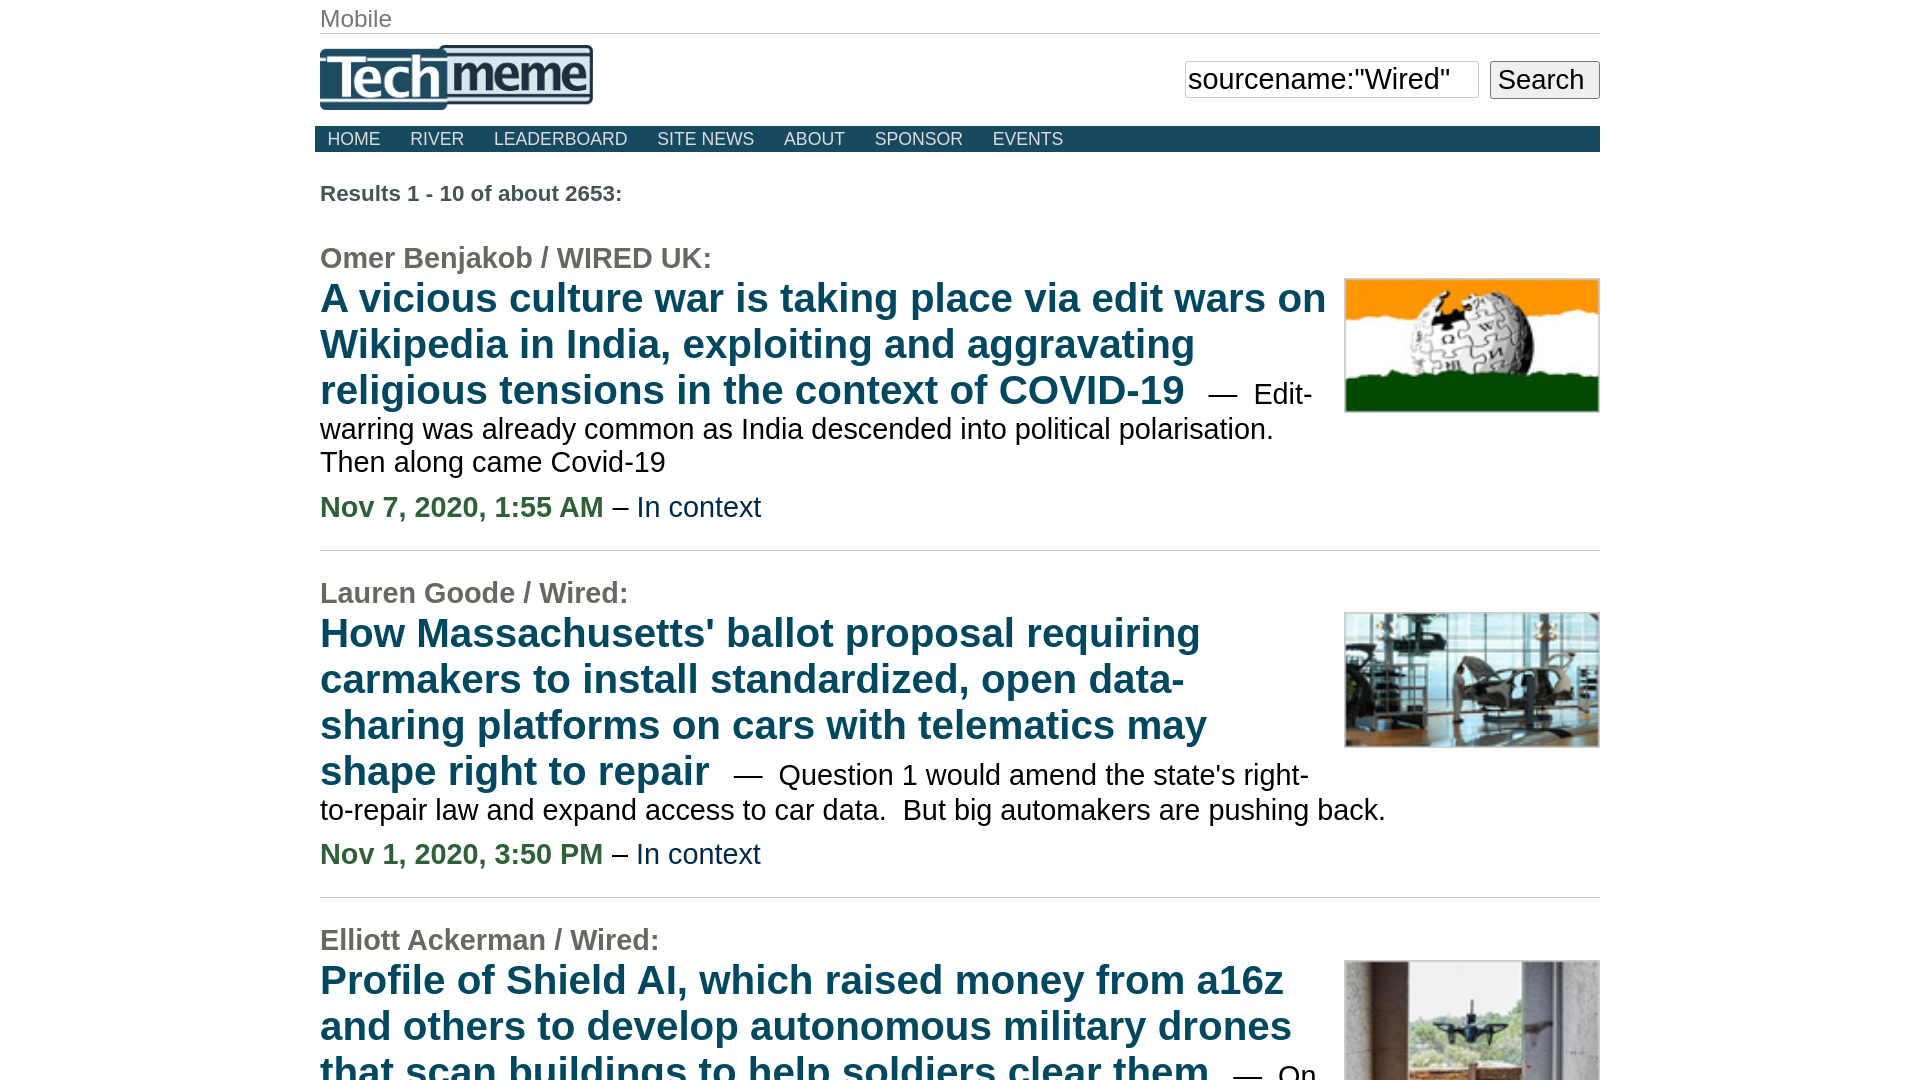 Mobile
Techmeme
sourcename:"Wired"
Search
HOME RIVER LEADERBOARD SITE NEWS ABOUT SPONSOR EVENTS
Results 1 - 10 of about 2653:
Omer Benjakob / WIRED UK:
A vicious culture war is taking place via edit wars on
Wikipedia in India, exploiting and aggravating
religious tensions in the context of COVID-19 — Edit-
warring was already common as India descended into political polarisation.
Then along came Covid-19
Nov 7, 2020, 1:55 AM – In context
Lauren Goode / Wired:
How Massachusetts' ballot proposal requiring
carmakers to install standardized, open data-
sharing platforms on cars with telematics may
shape right to repair — Question 1 would amend the state's right-
to-repair law and expand access to car data. But big automakers are pushing back.
Nov 1, 2020, 3:50 PM – In context
Elliott Ackerman / Wired:
Profile of Shield AI, which raised money from a16z
and others to develop autonomous military drones
that scan buildings to help soldiers clear them — On